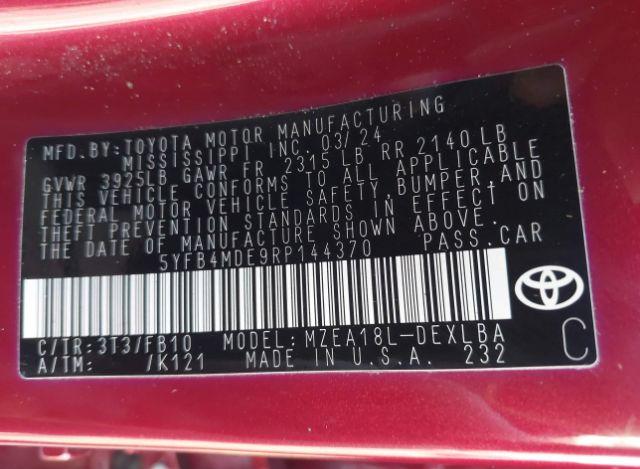 MFD.BY:TOYOTA MOTOR MANUFACTURING
MISSISSIPPI INC. 03/24
GVWR 3925LB GAWR FR 2315 LB RR 2140 LB
THIS VEHICLE CONFORMS TO ALL APPLICABLE
FEDERAL MOTOR VEHICLE SAFETY,BUMPER,AND
THEFT PREVENTION STANDARDS IN EFFECT ON
THE DATE OF MANUFACTURE SHOWN ABOVE.
5YFB4MDE9RP144370 PASS.CAR
TOYOTA
C/TR:3T3/FB10 MODEL:MZEA18L-DEXLBA
A/TM: /K121 MADE IN U.S.A. 232
C